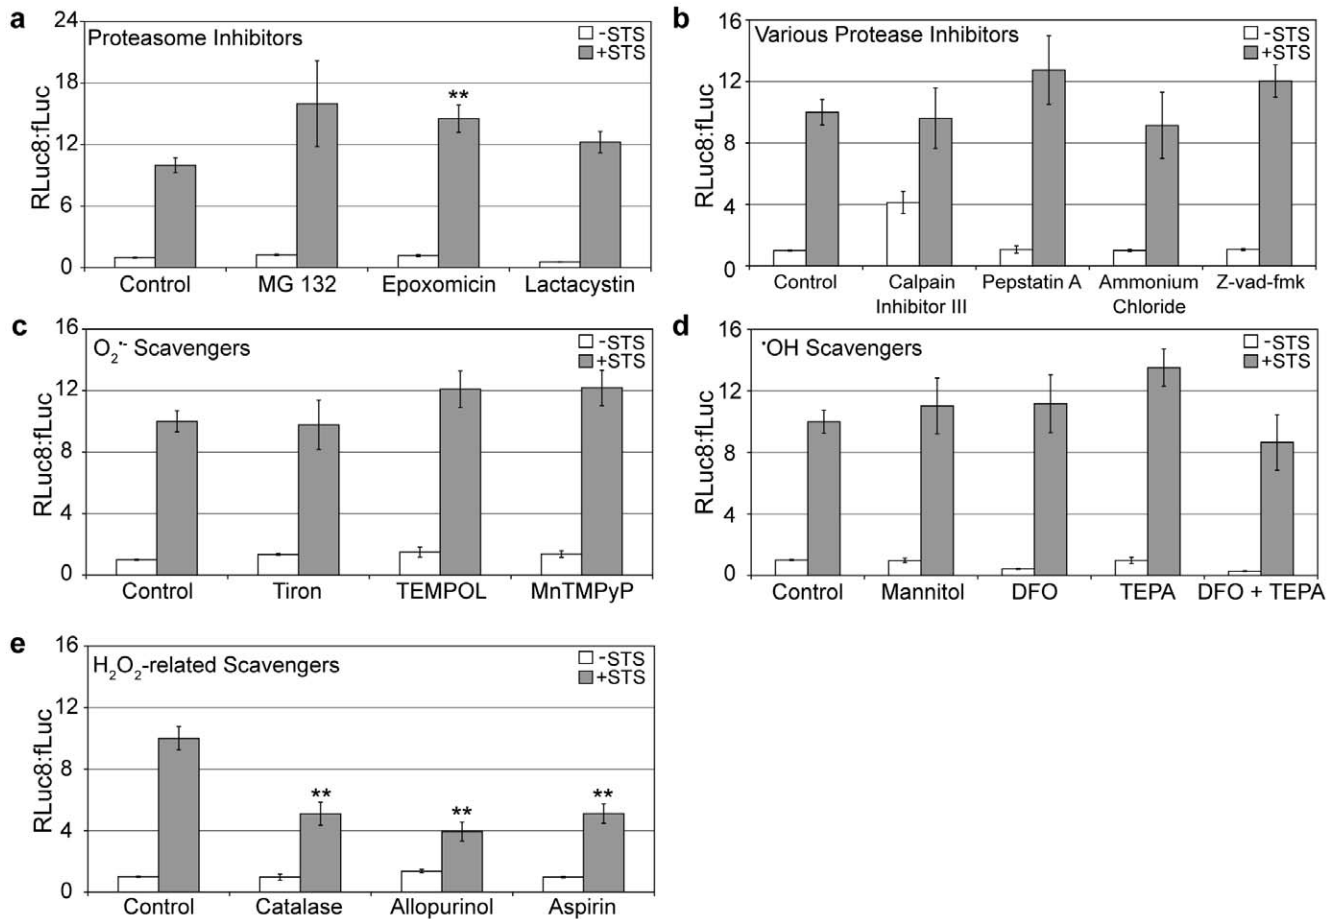 a
Proteasome Inhibitors
-STS
+STS
RLuc8:fLuc
24
18
12
6
0
**
Control MG 132 Epoxomicin Lactacystin
b
Various Protease Inhibitors
-STS
+STS
RLuc8:fLuc
16
12
8
4
0
Control Calpain Pepstatin A Ammonium Z-vad-fmk
Inhibitor III Chloride
c
O₂•- Scavengers
-STS
+STS
RLuc8:fLuc
16
12
8
4
0
Control Tiron TEMPOL MnTMPyP
d
•OH Scavengers
-STS
+STS
RLuc8:fLuc
16
12
8
4
0
Control Mannitol DFO TEPA DFO + TEPA
e
H₂O₂-related Scavengers
-STS
+STS
RLuc8:fLuc
16
12
8
4
0
** ** **
Control Catalase Allopurinol Aspirin